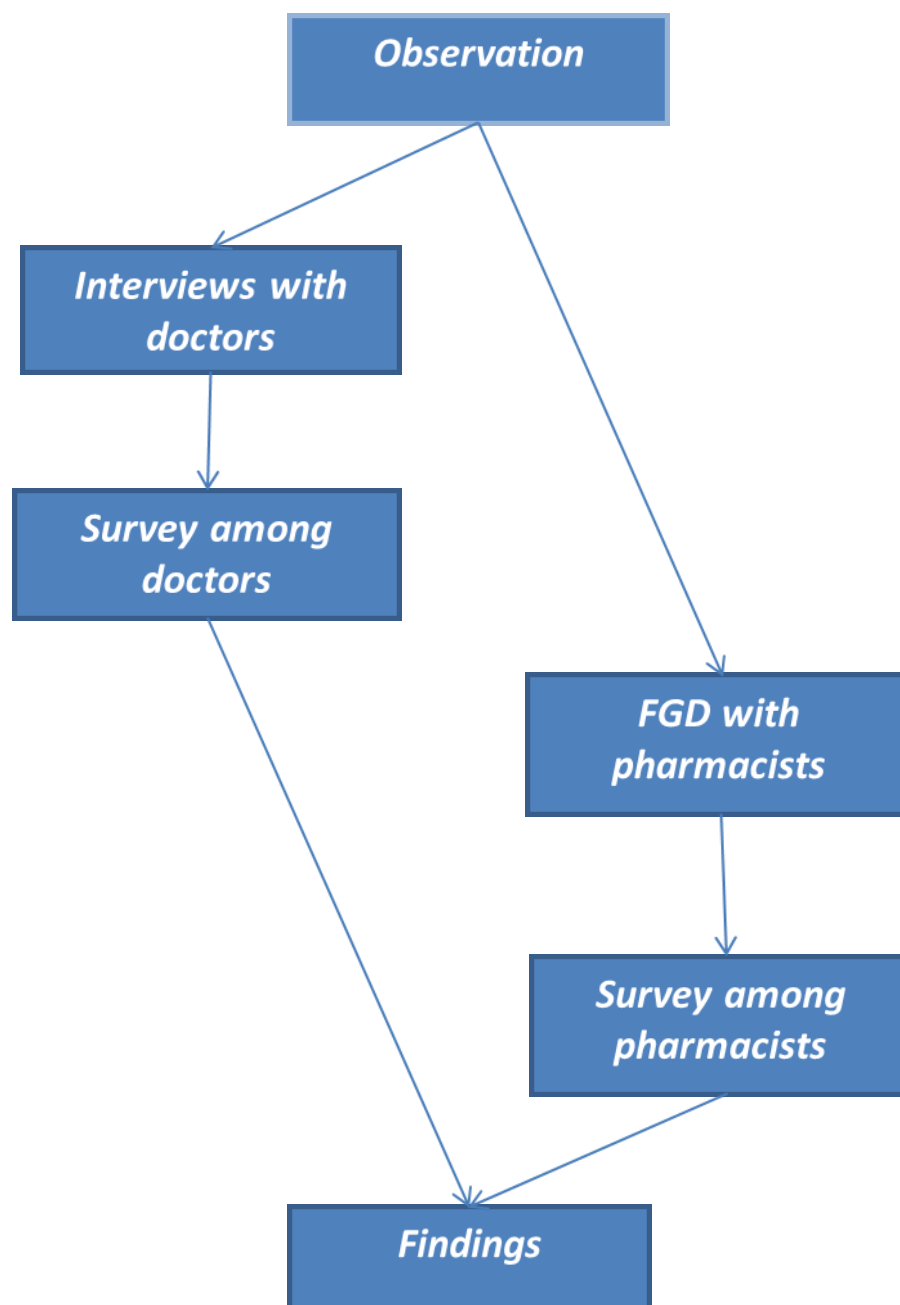 Observation
Interviews with
doctors
Survey among
doctors
FGD with
pharmacists
Survey among
pharmacists
Findings